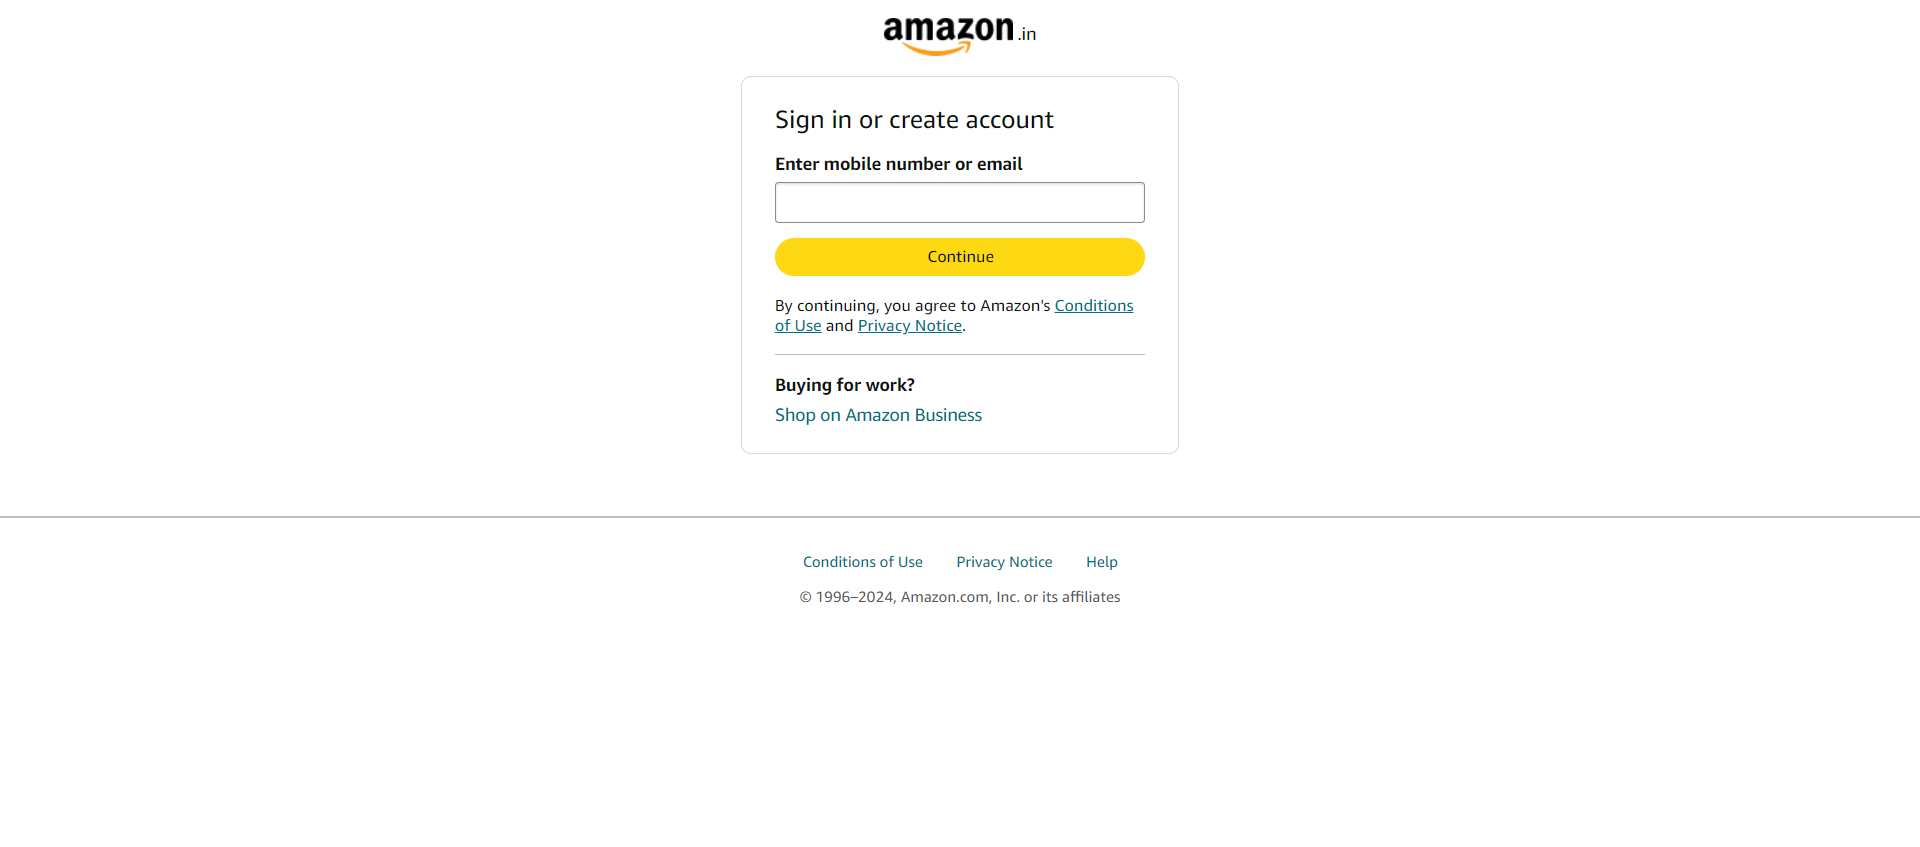 amazon.in
Sign in or create account
Enter mobile number or email
Continue
By continuing, you agree to Amazon's Conditions
of Use and Privacy Notice.
Buying for work?
Shop on Amazon Business
Conditions of Use Privacy Notice Help
© 1996–2024, Amazon.com, Inc. or its affiliates